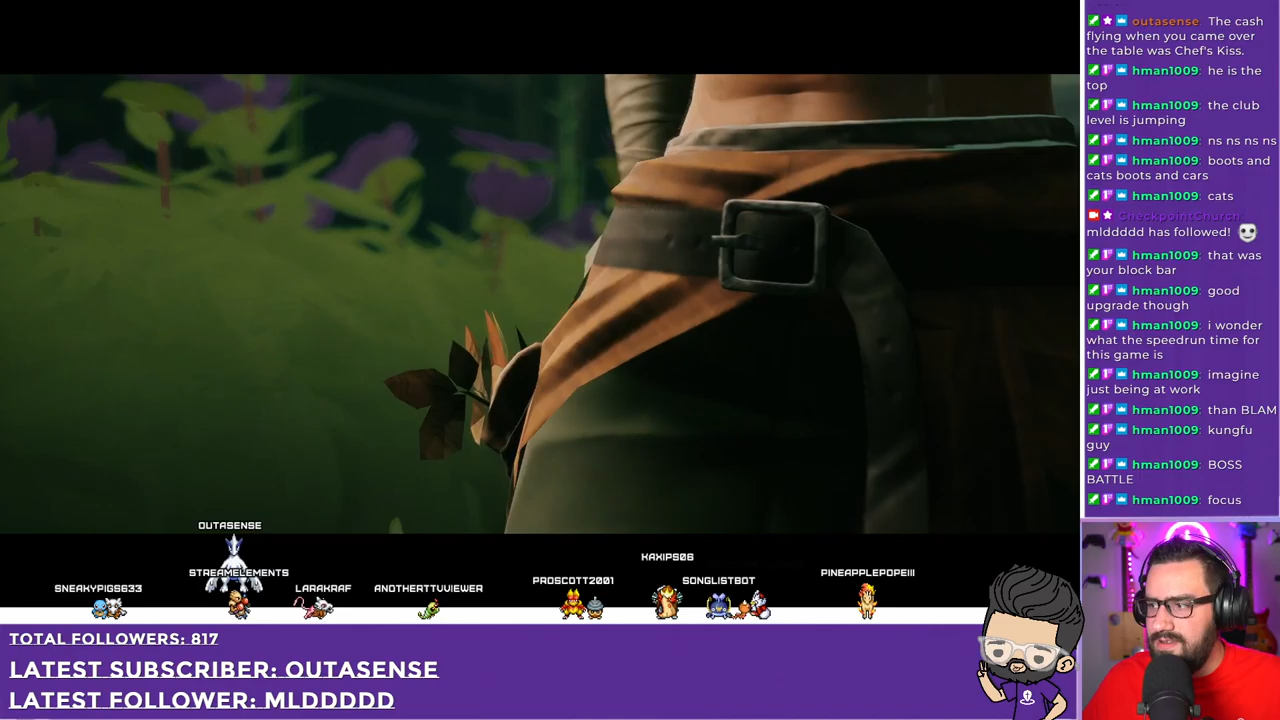 outasense: The cash
flying when you came over
the table was Chef's Kiss.
hman1009: he is the
top
hman1009: the club
level is jumping
hman1009: ns ns ns ns
hman1009: boots and
cats boots and cars
hman1009: cats
CheckpointChurch:
mlddddd has followed!
hman1009: that was
your block bar
hman1009: good
upgrade though
hman1009: i wonder
what the speedrun time for
this game is
hman1009: imagine
just being at work
hman1009: than BLAM
hman1009: kungfu
guy
hman1009: BOSS
BATTLE
hman1009: focus
OUTASENSE
SNEAKYPIGS633
STREAMELEMENTS
LARAKRAF
ANOTHERTTVVIEWER
PROSCOTT2001
KAXIPS06
SONGLISTBOT
PINEAPPLEPOPEIII
TOTAL FOLLOWERS: 817
LATEST SUBSCRIBER: OUTASENSE
LATEST FOLLOWER: MLDDDDD